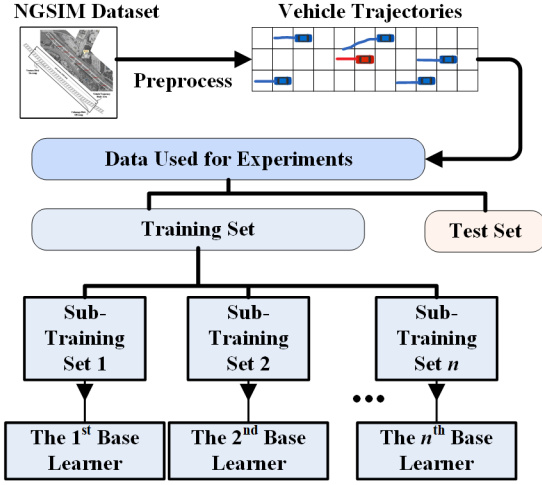 NGSIM Dataset
Vehicle Trajectories
Preprocess
Data Used for Experiments
Training Set
Test Set
Sub-
Training
Set 1
Sub-
Training
Set 2
Sub-
Training
Set n
The 1st Base
Learner
The 2nd Base
Learner
The nth Base
Learner